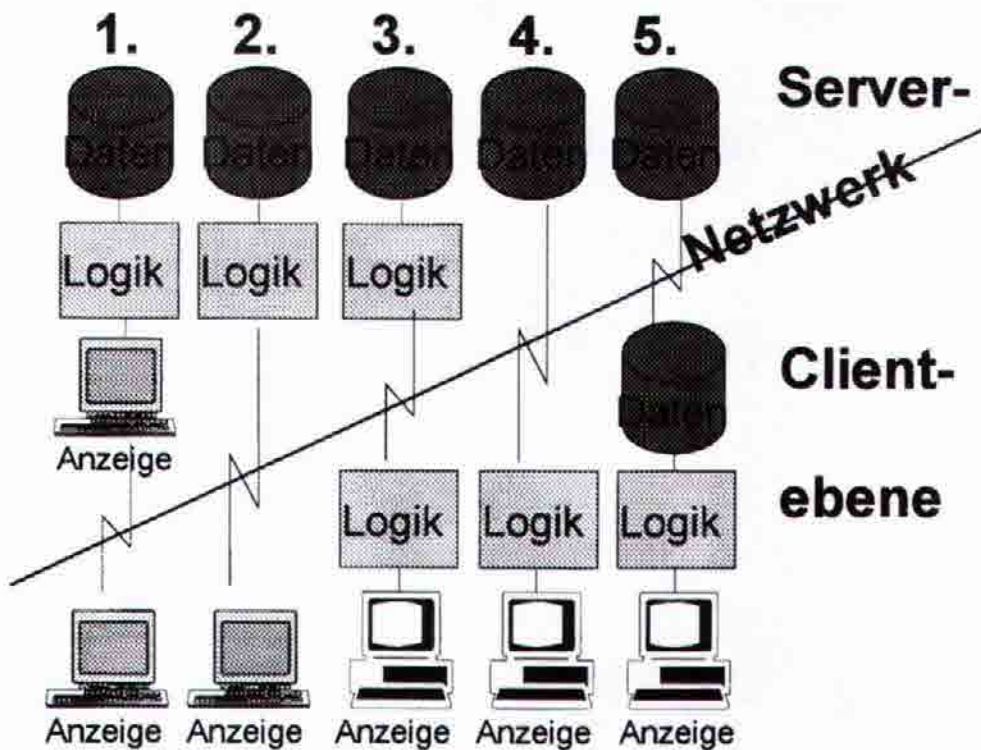 1. 2. 3. 4. 5.
Server-
Daten Daten Daten Daten Daten
Netzwerk
Logik Logik Logik
Client-
Daten
Anzeige
ebene
Logik Logik Logik
Anzeige Anzeige Anzeige Anzeige Anzeige